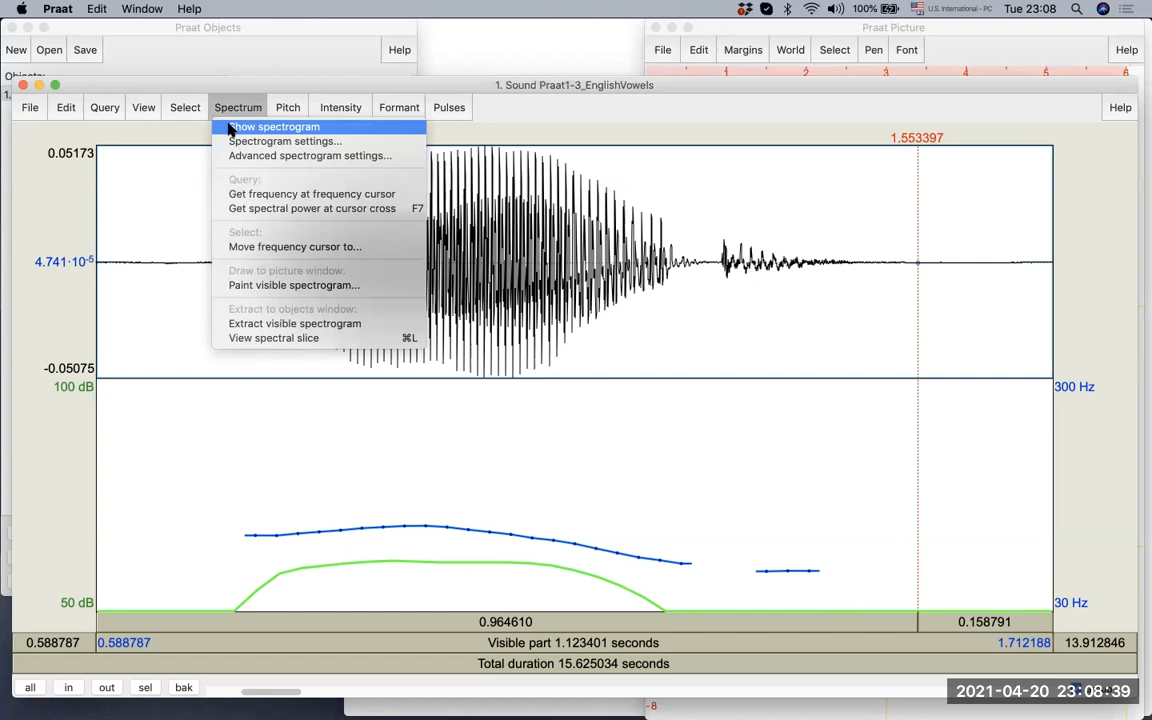 Praat Edit Window Help 100% U.S. International - PC Tue 23:08
Praat Objects
Praat Picture
New Open Save Help
File Edit Margins World Select Pen Font Help
Objects:
1 2 3 4 5 6
1. Sound Praat1-3_EnglishVowels
1.
File Edit Query View Select Spectrum Pitch Intensity Formant Pulses Help
Show spectrogram
Spectrogram settings...
Advanced spectrogram settings...
Query:
Get frequency at frequency cursor
Get spectral power at cursor cross F7
Select:
Move frequency cursor to...
Draw to picture window:
Paint visible spectrogram...
Extract to objects window:
Extract visible spectrogram
View spectral slice ⌘L
1.553397
0.05173
4.741·10-5
-0.05075
100 dB
300 Hz
50 dB
30 Hz
0.964610 0.158791
0.588787 0.588787 Visible part 1.123401 seconds 1.712188 13.912846
Total duration 15.625034 seconds
all in out sel bak
2021-04-20 23:08:39
-8